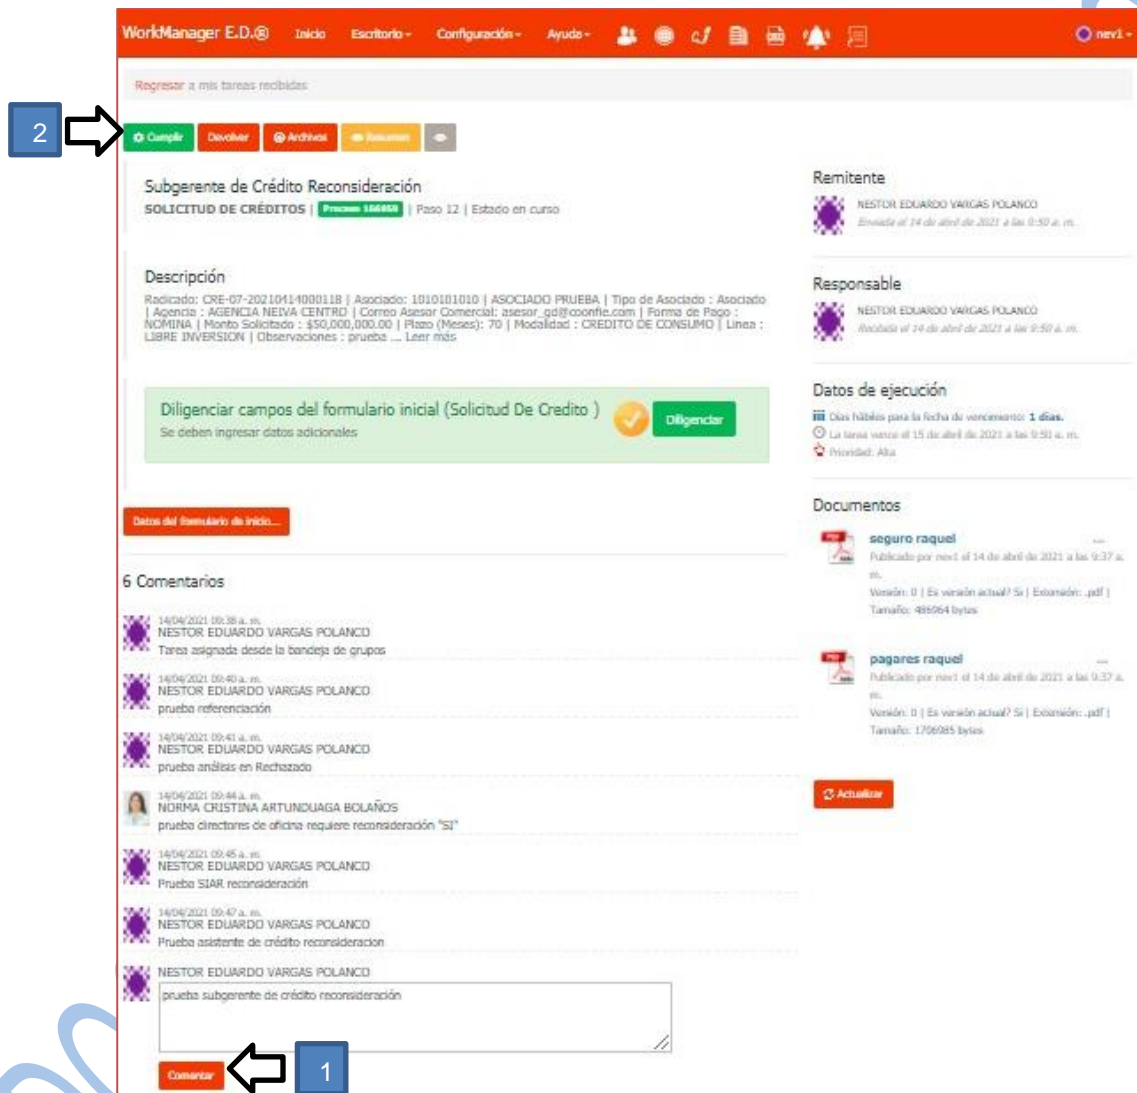 WorkManager E.D.® Inicio Escritorio Configuración Ayuda nev1
Regresar a mis tareas recibidas
2
Cumplir Devolver Archivos Resumen
Subgerente de Crédito Reconsideración
SOLICITUD DE CRÉDITOS | Proceso | Paso 12 | Estado en curso
Descripción
Radicado: CRE-07-20210414000118 | Asociado: 1010101010 | ASOCIADO PRUEBA | Tipo de Asociado : Asociado
| Agencia : AGENCIA NEIVA CENTRO | Correo Asesor Comercial: asesor_gd@coonfie.com | Forma de Pago :
NOMINA | Monto Solicitado : $50,000,000.00 | Plazo (Meses): 70 | Modalidad : CREDITO DE CONSUMO | Linea :
LIBRE INVERSION | Observaciones : prueba ... Leer más
Diligenciar campos del formulario inicial (Solicitud De Credito )
Se deben ingresar datos adicionales
Diligenciar
Datos del formulario de inicio...
6 Comentarios
14/04/2021 09:38 a. m.
NESTOR EDUARDO VARGAS POLANCO
Tarea asignada desde la bandeja de grupos
14/04/2021 09:40 a. m.
NESTOR EDUARDO VARGAS POLANCO
prueba referenciación
14/04/2021 09:41 a. m.
NESTOR EDUARDO VARGAS POLANCO
prueba análisis en Rechazado
14/04/2021 09:44 a. m.
NORMA CRISTINA ARTUNDUAGA BOLAÑOS
prueba directores de oficina requiere reconsideración "SI"
14/04/2021 09:45 a. m.
NESTOR EDUARDO VARGAS POLANCO
Prueba SIAR reconsideración
14/04/2021 09:47 a. m.
NESTOR EDUARDO VARGAS POLANCO
Prueba asistente de crédito reconsideracion
NESTOR EDUARDO VARGAS POLANCO
prueba subgerente de crédito reconsideración
Comentar
1
Remitente
NESTOR EDUARDO VARGAS POLANCO
Enviada el 14 de abril de 2021 a las 9:50 a. m.
Responsable
NESTOR EDUARDO VARGAS POLANCO
Recibida el 14 de abril de 2021 a las 9:50 a. m.
Datos de ejecución
Días hábiles para la fecha de vencimiento: 1 días.
La tarea vence el 15 de abril de 2021 a las 9:50 a. m.
Prioridad: Alta
Documentos
seguro raquel ...
Publicado por nev1 el 14 de abril de 2021 a las 9:37 a.
m.
Versión: 0 | Es versión actual? Si | Extensión: .pdf |
Tamaño: 486964 bytes
pagares raquel ...
Publicado por nev1 el 14 de abril de 2021 a las 9:37 a.
m.
Versión: 0 | Es versión actual? Si | Extensión: .pdf |
Tamaño: 1706985 bytes
Actualizar